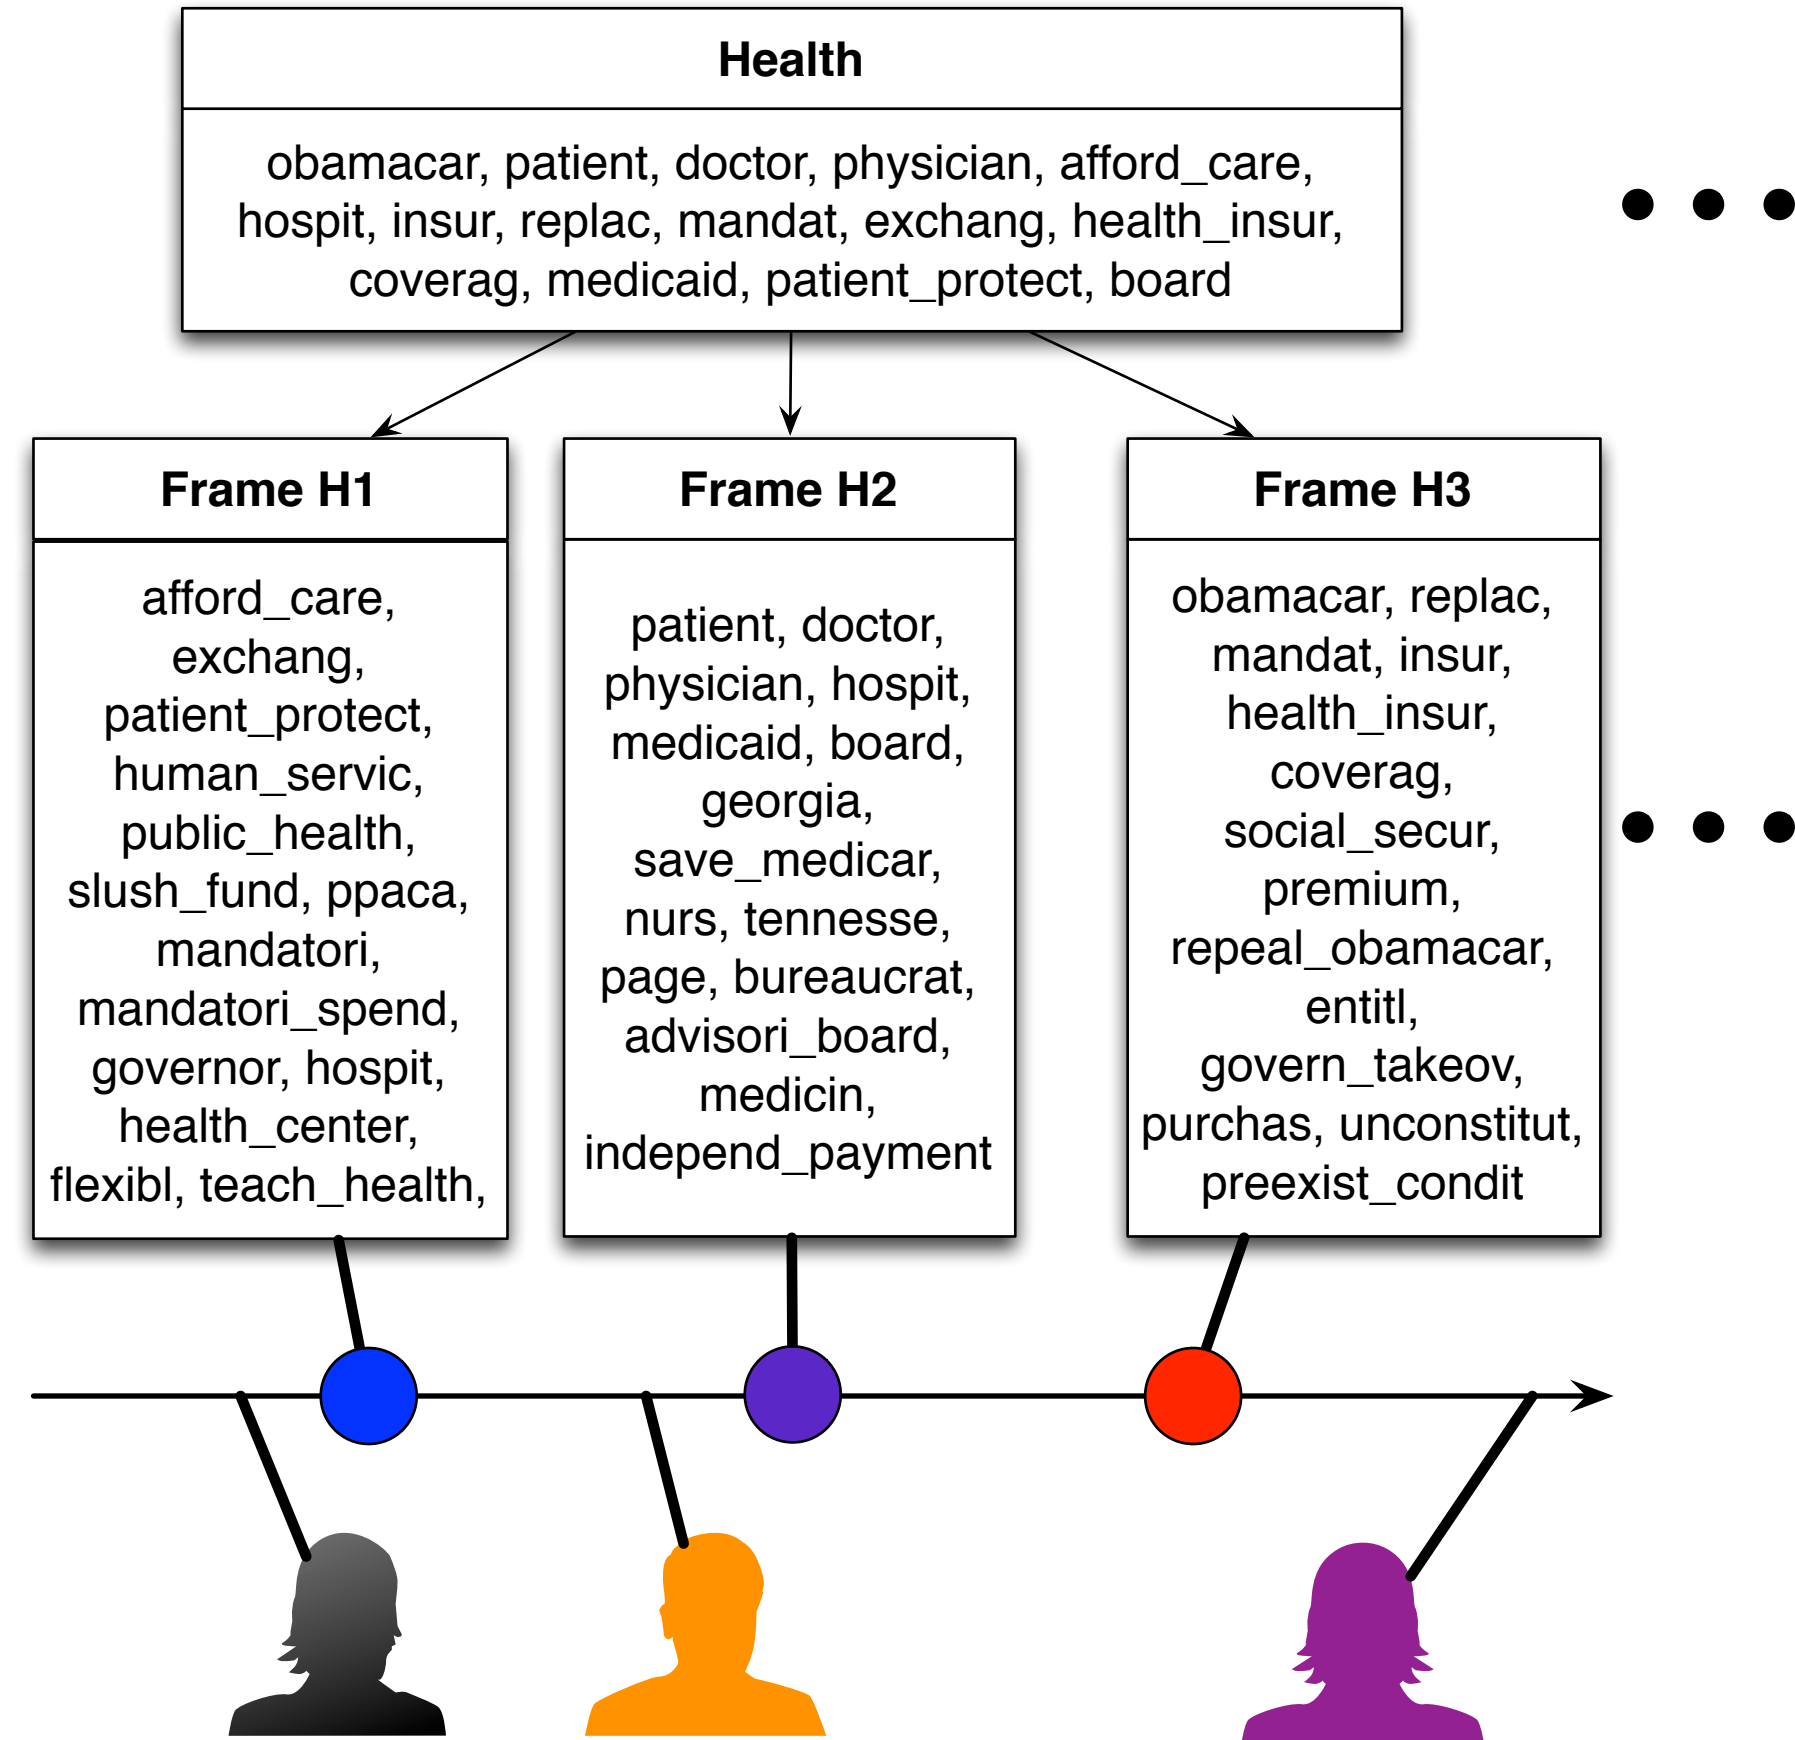 Health
obamacar, patient, doctor, physician, afford_care,
hospit, insur, replac, mandat, exchang, health_insur,
coverag, medicaid, patient_protect, board
Frame H1
afford_care,
exchang,
patient_protect,
human_servic,
public_health,
slush_fund, ppaca,
mandatori,
mandatori_spend,
governor, hospit,
health_center,
flexibl, teach_health,
Frame H2
patient, doctor,
physician, hospit,
medicaid, board,
georgia,
save_medicar,
nurs, tennesse,
page, bureaucrat,
advisori_board,
medicin,
independ_payment
Frame H3
obamacar, replac,
mandat, insur,
health_insur,
coverag,
social_secur,
premium,
repeal_obamacar,
entitl,
govern_takeov,
purchas, unconstitut,
preexist_condit